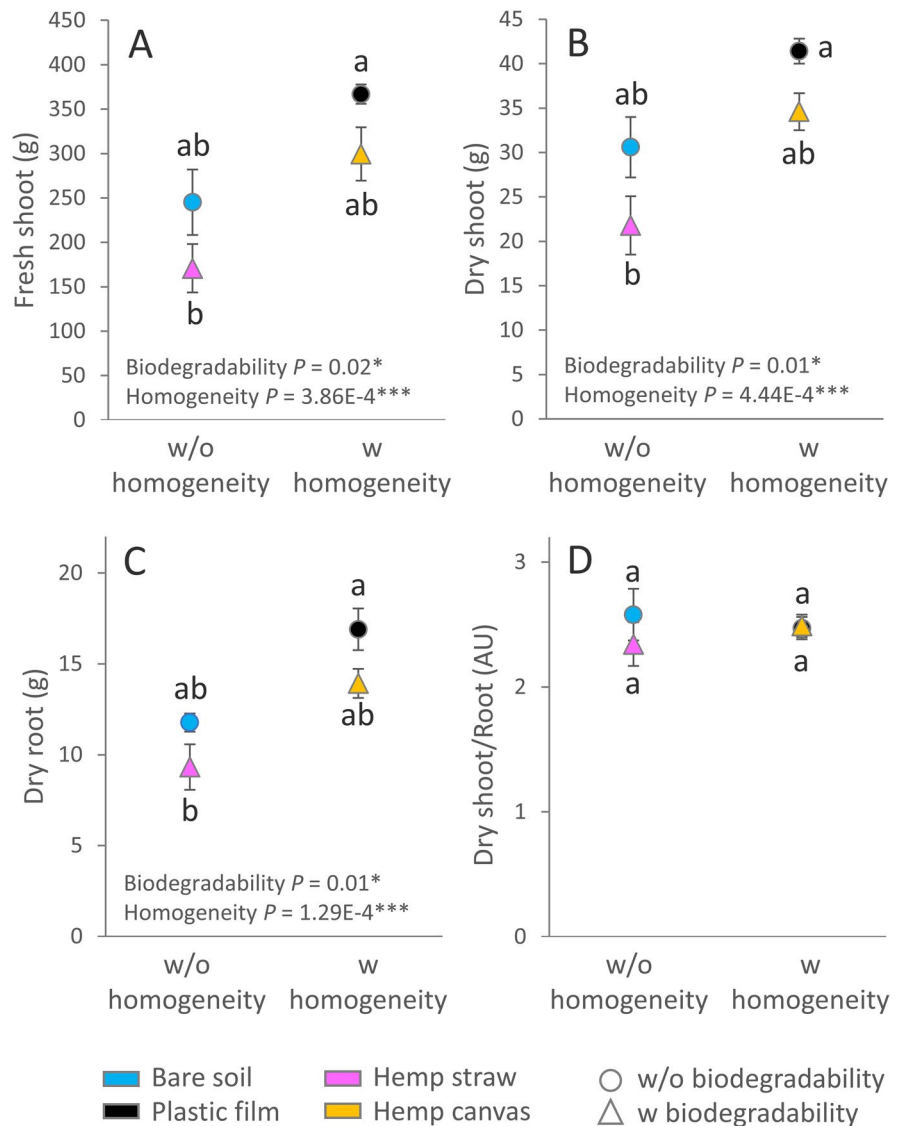 A
Fresh shoot (g)
450
400
350
300
250
200
150
100
50
0
ab
b
a
ab
Biodegradability P = 0.02*
Homogeneity P = 3.86E-4***
w/o homogeneity
w homogeneity
B
Dry shoot (g)
45
40
35
30
25
20
15
10
5
0
ab
b
a
ab
Biodegradability P = 0.01*
Homogeneity P = 4.44E-4***
w/o homogeneity
w homogeneity
C
Dry root (g)
20
15
10
5
0
ab
b
a
ab
Biodegradability P = 0.01*
Homogeneity P = 1.29E-4***
w/o homogeneity
w homogeneity
D
Dry shoot/Root (AU)
3
2
1
0
a
a
a
a
w/o homogeneity
w homogeneity
Bare soil
Hemp straw
w/o biodegradability
Plastic film
Hemp canvas
w biodegradability